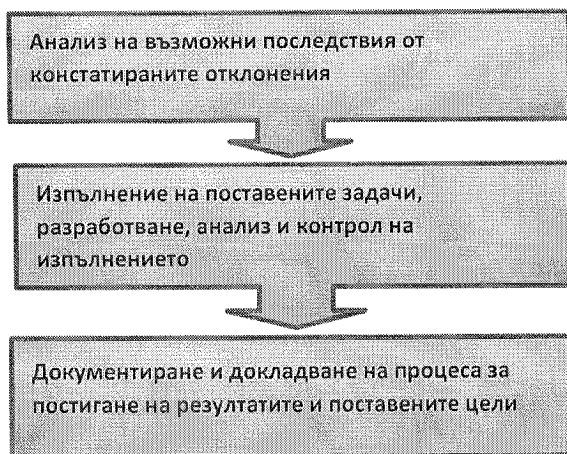 Анализ на възможни последствия от
констатираните отклонения
Изпълнение на поставените задачи,
разработване, анализ и контрол на
изпълнението
Документиране и докладване на процеса за
постигане на резултатите и поставените цели